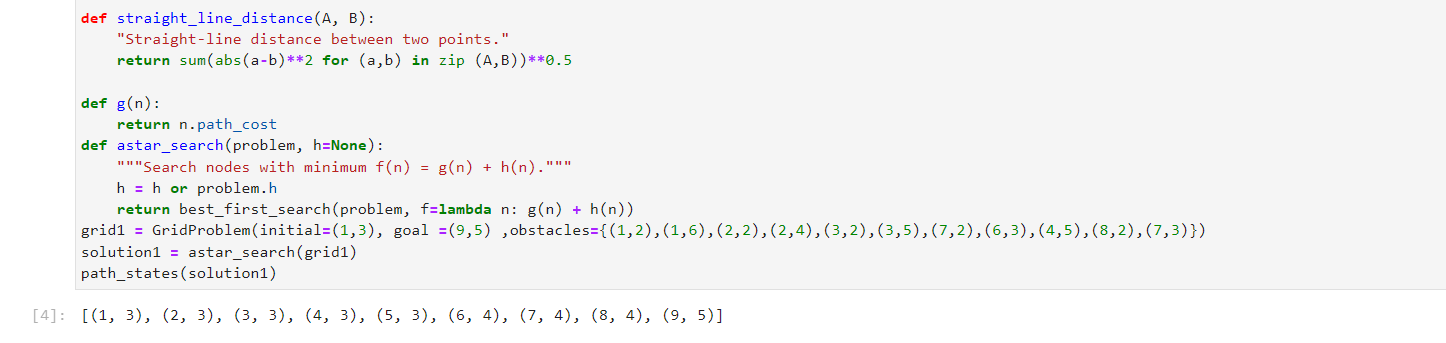 def straight_line_distance(A, B):
    "Straight-line distance between two points."
    return sum(abs(a-b)**2 for (a,b) in zip (A,B))**0.5

def g(n):
    return n.path_cost
def astar_search(problem, h=None):
    """Search nodes with minimum f(n) = g(n) + h(n)."""
    h = h or problem.h
    return best_first_search(problem, f=lambda n: g(n) + h(n))
grid1 = GridProblem(initial=(1,3), goal =(9,5) ,obstacles={(1,2),(1,6),(2,2),(2,4),(3,2),(3,5),(7,2),(6,3),(4,5),(8,2),(7,3)})
solution1 = astar_search(grid1)
path_states(solution1)
[4]: [(1, 3), (2, 3), (3, 3), (4, 3), (5, 3), (6, 4), (7, 4), (8, 4), (9, 5)]